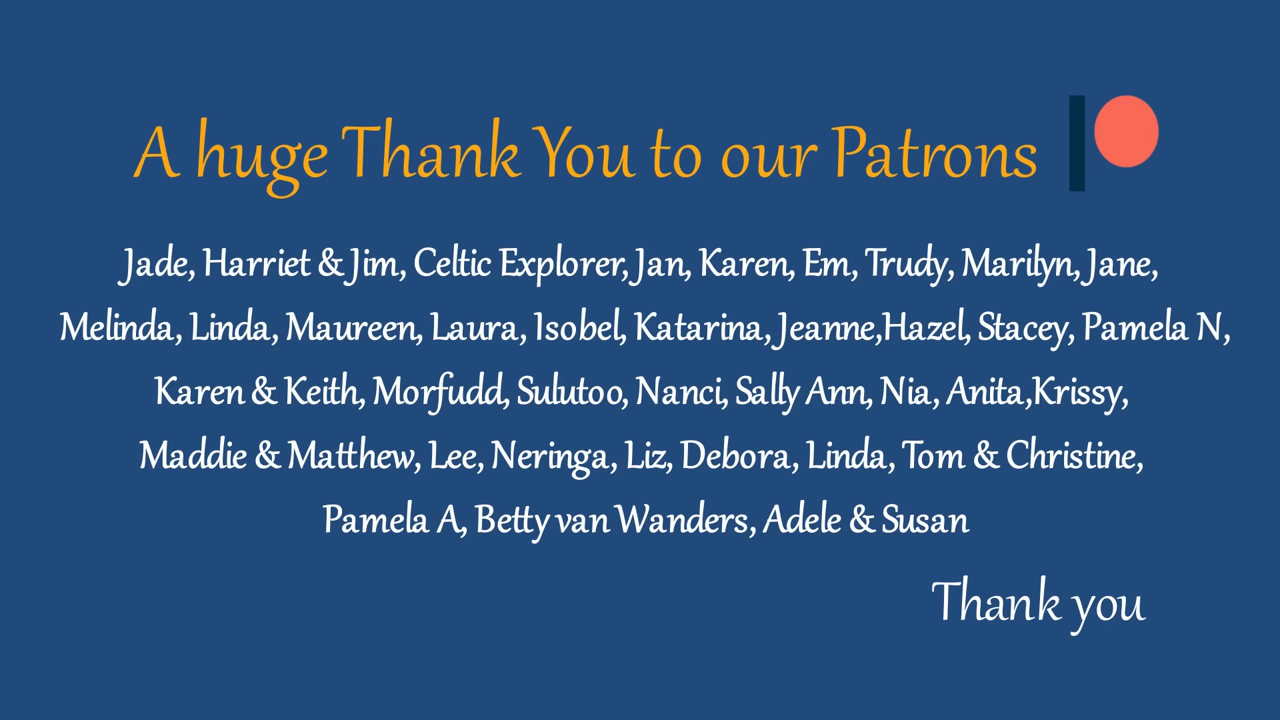 A huge Thank You to our Patrons
Jade, Harriet & Jim, Celtic Explorer, Jan, Karen, Em, Trudy, Marilyn, Jane,
Melinda, Linda, Maureen, Laura, Isobel, Katarina, Jeanne,Hazel, Stacey, Pamela N,
Karen & Keith, Morfudd, Sulutoo, Nanci, Sally Ann, Nia, Anita,Krissy,
Maddie & Matthew, Lee, Neringa, Liz, Debora, Linda, Tom & Christine,
Pamela A, Betty van Wanders, Adele & Susan
Thank you